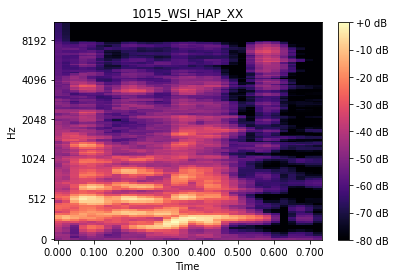 1015_WSI_HAP_XX
8192
4096
2048
1024
512
0
Hz
0.000 0.100 0.200 0.300 0.400 0.500 0.600 0.700
Time
+0 dB
-10 dB
-20 dB
-30 dB
-40 dB
-50 dB
-60 dB
-70 dB
-80 dB